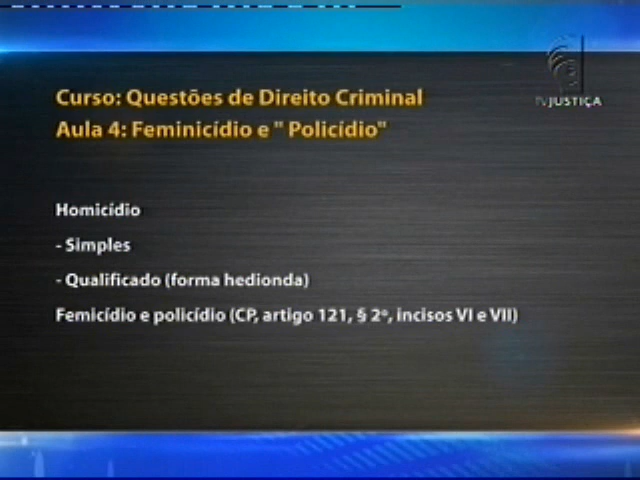 TVJUSTIÇA
Curso: Questões de Direito Criminal
Aula 4: Feminicídio e " Policídio"
Homicídio
- Simples
- Qualificado (forma hedionda)
Femicídio e policídio (CP, artigo 121, § 2º, incisos VI e VII)